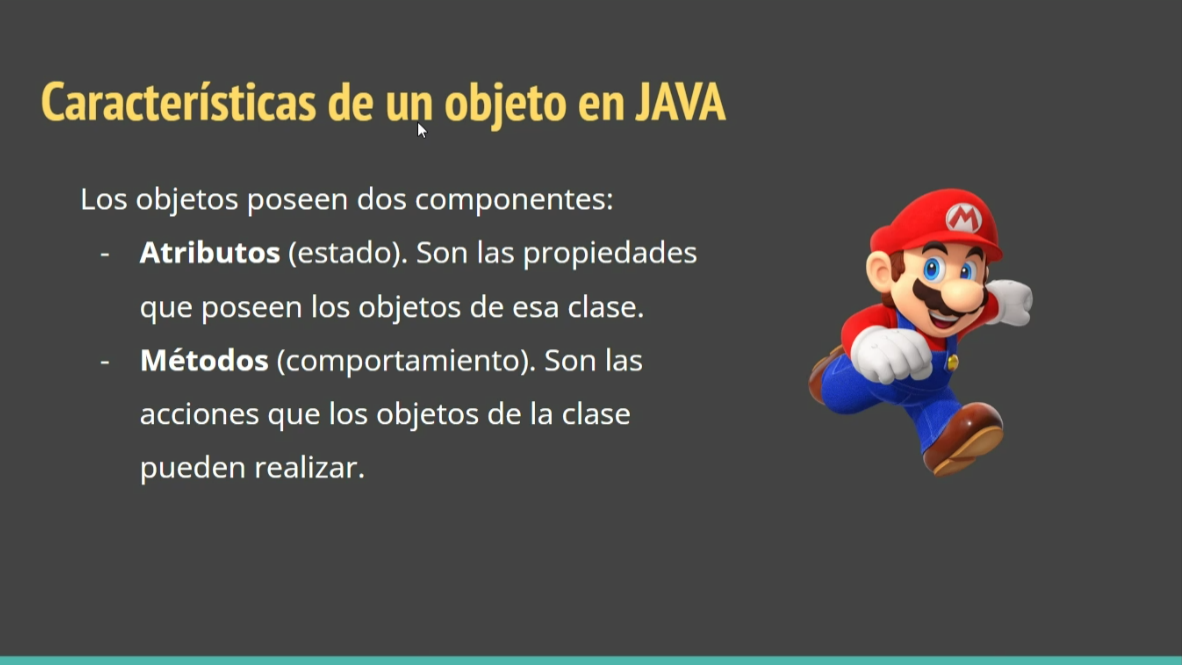 Características de un objeto en JAVA
Los objetos poseen dos componentes:
- Atributos (estado). Son las propiedades
que poseen los objetos de esa clase.
- Métodos (comportamiento). Son las
acciones que los objetos de la clase
pueden realizar.
M